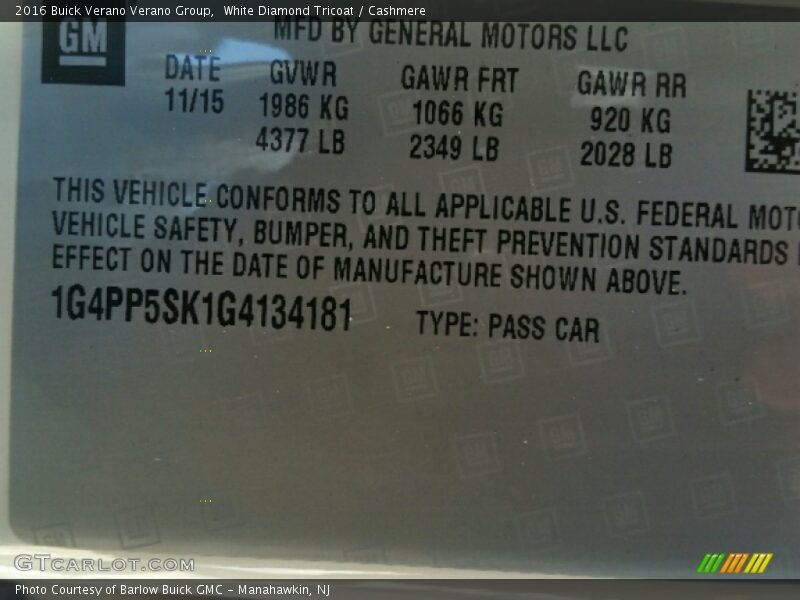 2016 Buick Verano Verano Group, White Diamond Tricoat / Cashmere
GM
MFD BY GENERAL MOTORS LLC
DATE GVWR GAWR FRT GAWR RR
11/15 1986 KG 1066 KG 920 KG
4377 LB 2349 LB 2028 LB
THIS VEHICLE CONFORMS TO ALL APPLICABLE U.S. FEDERAL MOT
VEHICLE SAFETY, BUMPER, AND THEFT PREVENTION STANDARDS
EFFECT ON THE DATE OF MANUFACTURE SHOWN ABOVE.
1G4PP5SK1G4134181 TYPE: PASS CAR
GTCARLOT.COM
Photo Courtesy of Barlow Buick GMC - Manahawkin, NJ